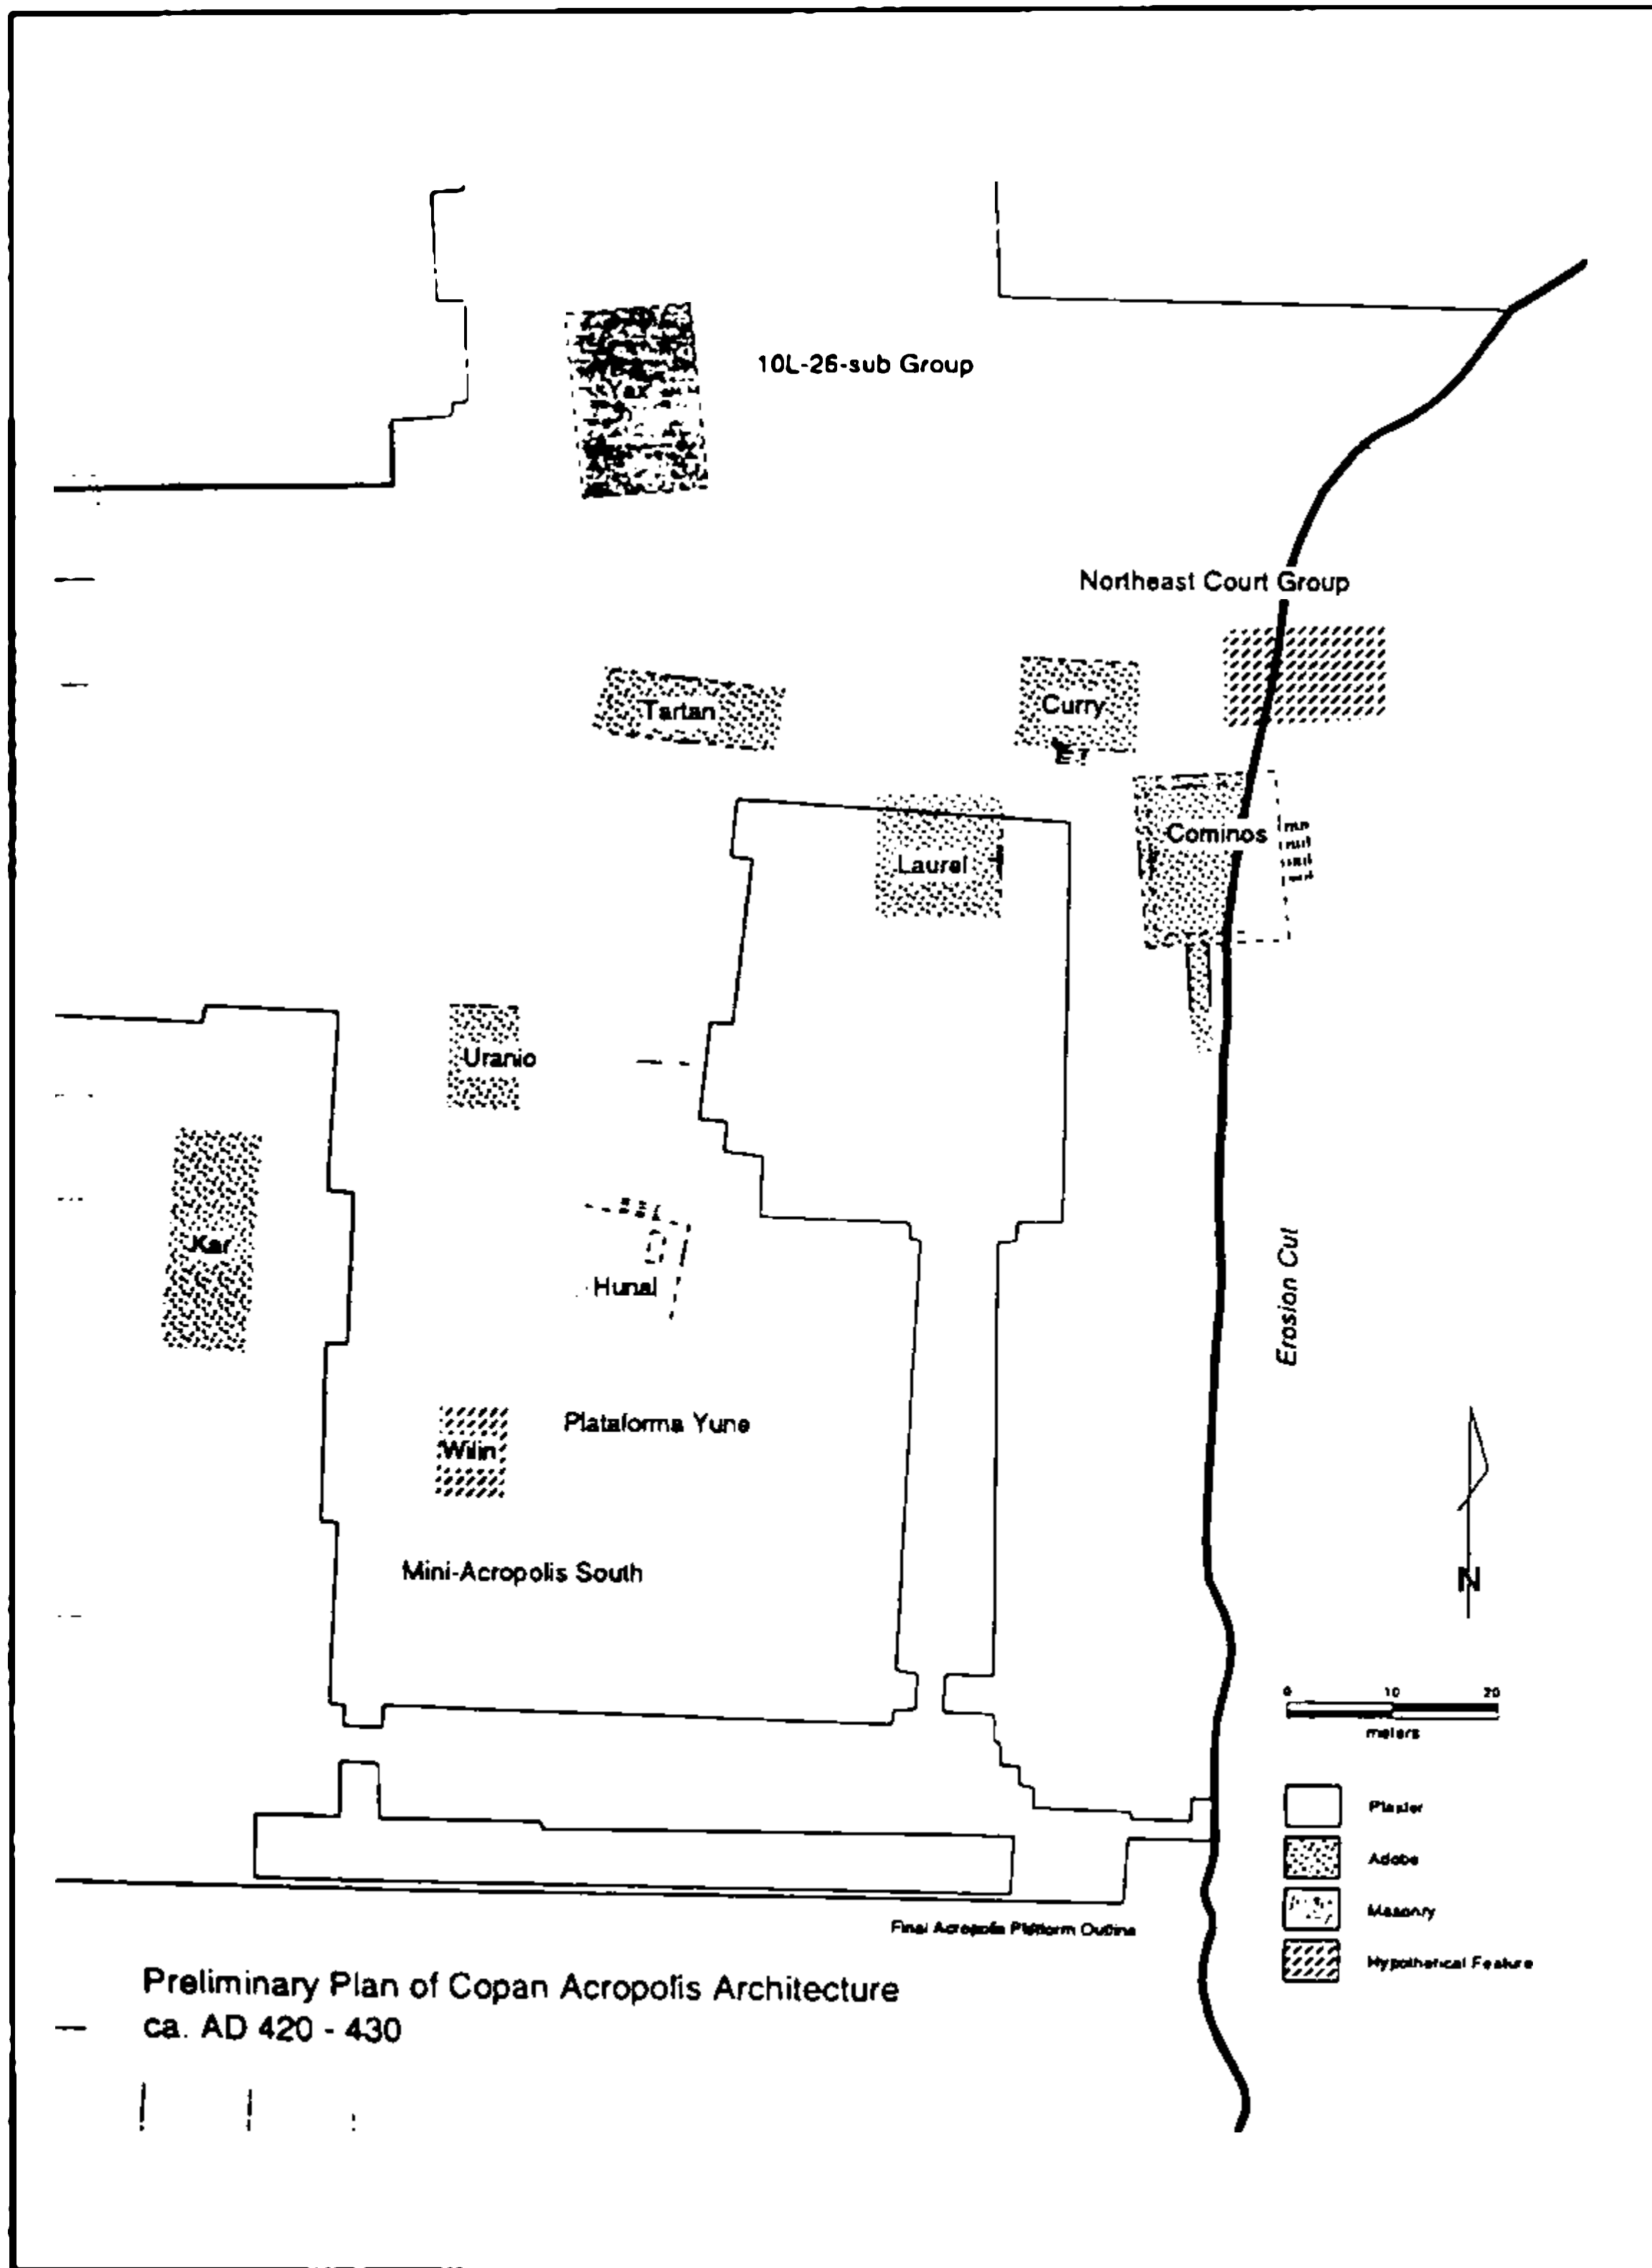 10L-26-sub Group
Yax
Northeast Court Group
Tartan
Curry
Cominos
Laurel
Uranio
Kar
Hunal
Erosion Cut
Plataforma Yune
Wilin
Mini-Acropolis South
N
0 10 20
meters
Plaster
Adobe
Masonry
Hypothetical Feature
Final Acropolis Platform Outline
Preliminary Plan of Copan Acropolis Architecture
ca. AD 420 - 430